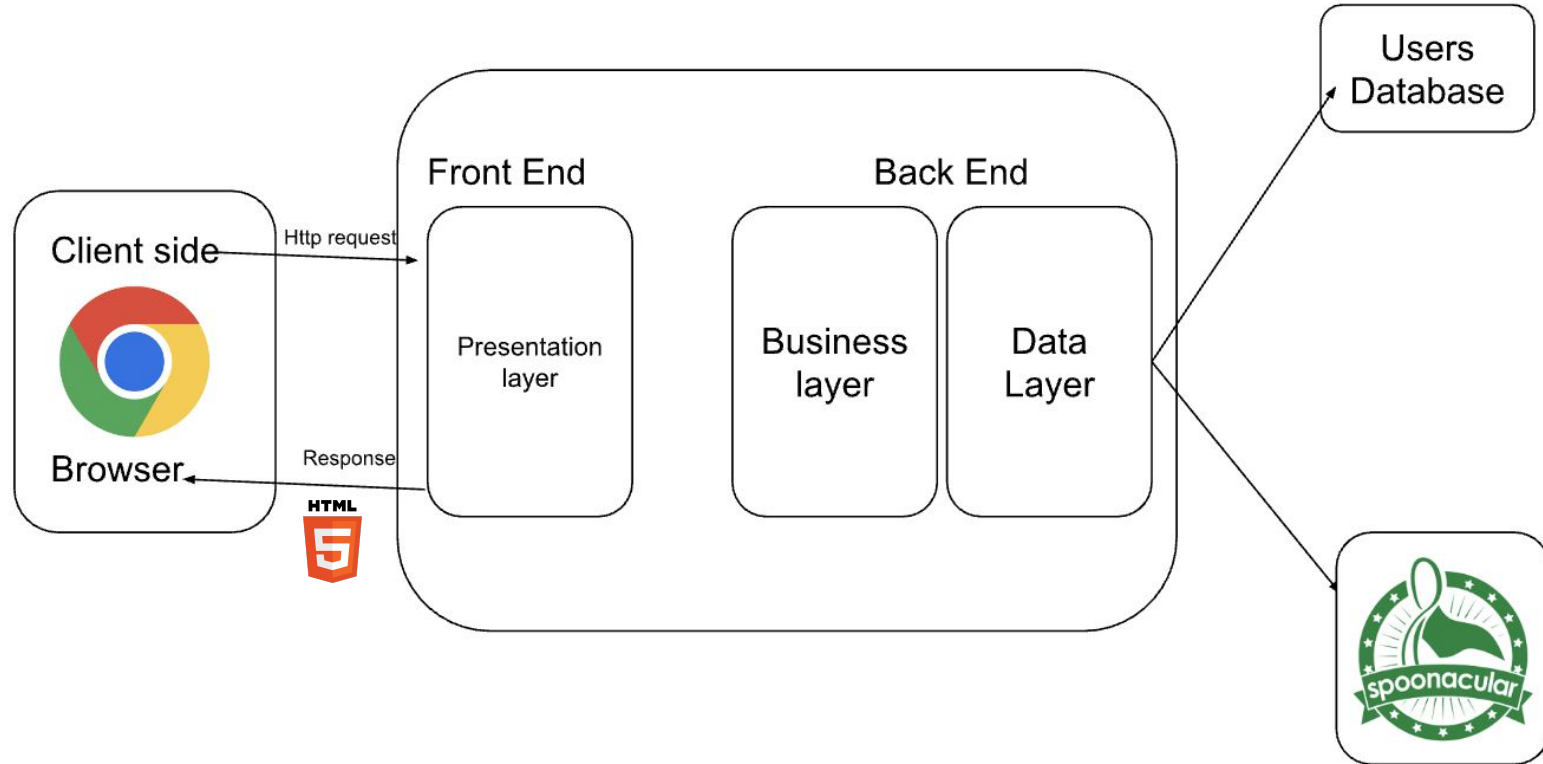 Users
Database
Front End
Back End
Client side
Http request
Presentation
layer
Business
layer
Data
Layer
Browser
Response
HTML
5
spoonacular